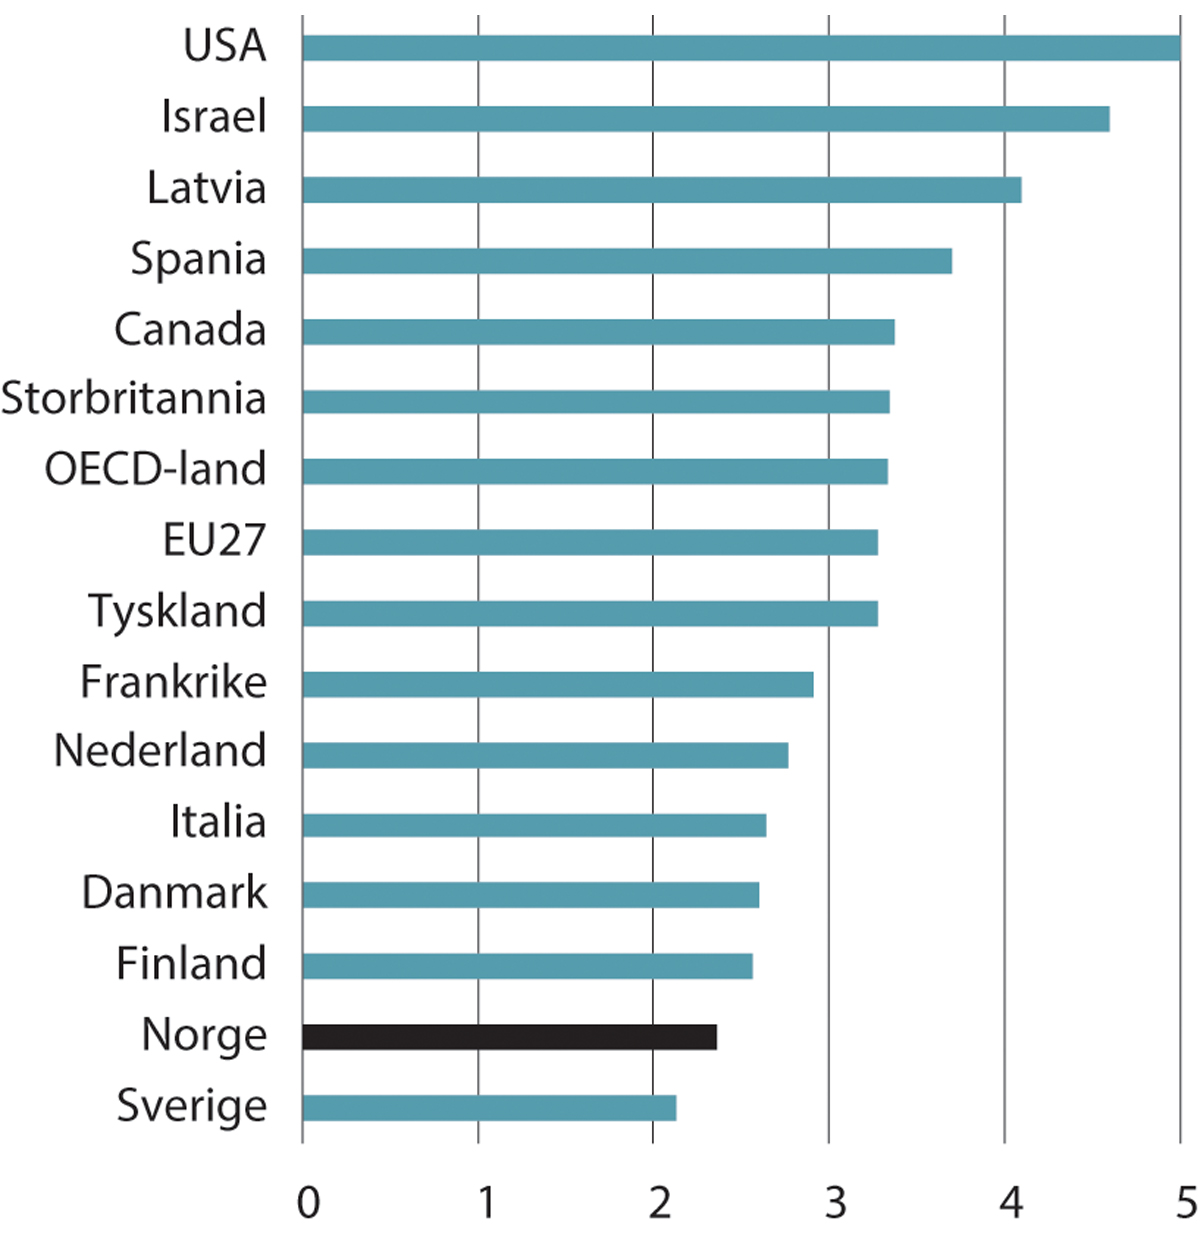 USA
Israel
Latvia
Spania
Canada
Storbritannia
OECD-land
EU27
Tyskland
Frankrike
Nederland
Italia
Danmark
Finland
Norge
Sverige
0 1 2 3 4 5